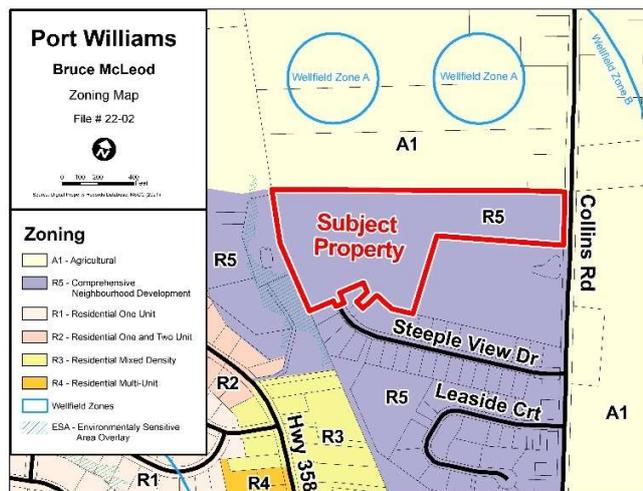 Port Williams
Bruce McLeod
Zoning Map
File # 22-02
N
0 100 200 400
Feet
Zoning
A1 - Agricultural
R5 - Comprehensive
Neighbourhood Development
R1 - Residential One Unit
R2 - Residential One and Two Unit
R3 - Residential Mixed Density
R4 - Residential Multi-Unit
Wellfield Zones
ESA - Environmentaly Sensitive
Area Overlay
Wellfield Zone A
Wellfield Zone A
Wellfield Zone B
A1
Subject
Property
R5
Collins Rd
R5
Steeple View Dr
R5
Leaside Crt
A1
R2
R3
Hwy 358
R1
R4